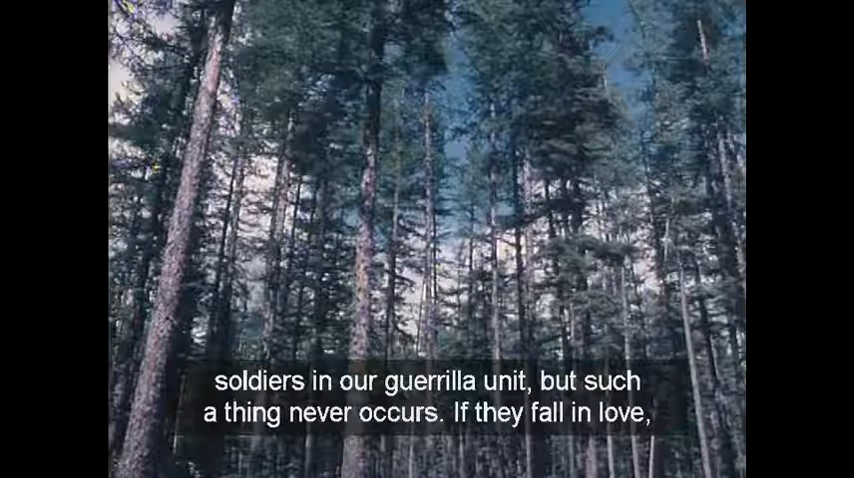 soldiers in our guerrilla unit, but such
a thing never occurs. If they fall in love,